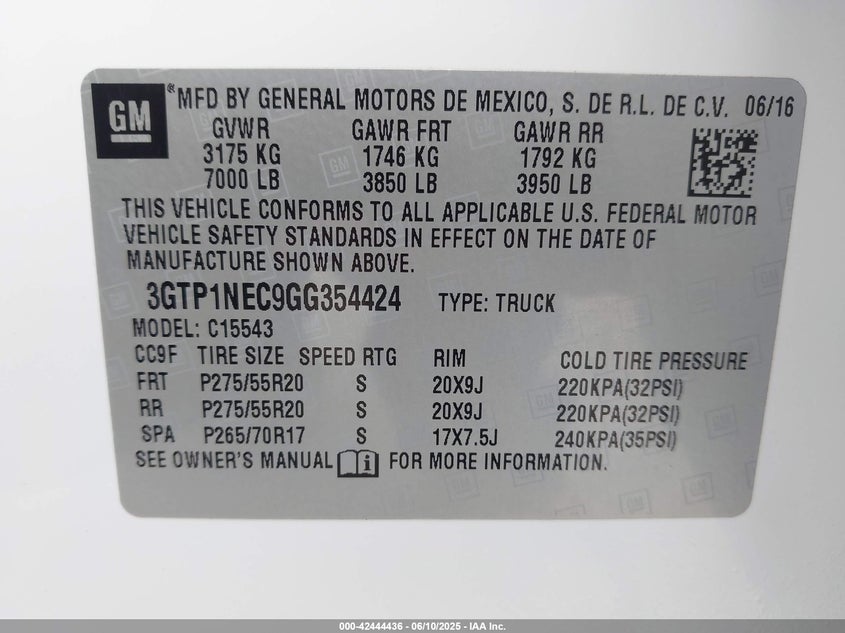 GM
® MFD BY GENERAL MOTORS DE MEXICO, S. DE R.L. DE C.V. 06/16
GVWR GAWR FRT GAWR RR
3175 KG 1746 KG 1792 KG
7000 LB 3850 LB 3950 LB
THIS VEHICLE CONFORMS TO ALL APPLICABLE U.S. FEDERAL MOTOR
VEHICLE SAFETY STANDARDS IN EFFECT ON THE DATE OF
MANUFACTURE SHOWN ABOVE.
3GTP1NEC9GG354424 TYPE: TRUCK
MODEL: C15543
CC9F TIRE SIZE SPEED RTG RIM COLD TIRE PRESSURE
FRT P275/55R20 S 20X9J 220KPA(32PSI)
RR P275/55R20 S 20X9J 220KPA(32PSI)
SPA P265/70R17 S 17X7.5J 240KPA(35PSI)
SEE OWNER'S MANUAL i FOR MORE INFORMATION.
000-42444436 - 06/10/2025 - IAA Inc.